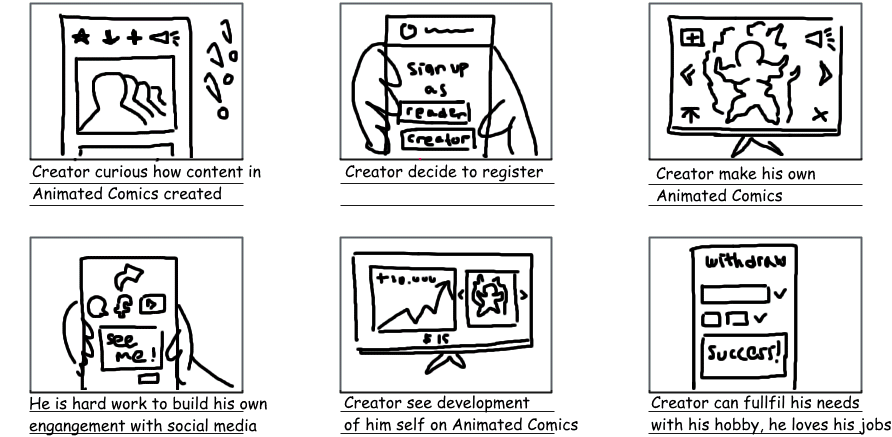 Creator curious how content in
Animated Comics created
sign up
as
reader
creator
Creator decide to register
Creator make his own
Animated Comics
see
me!
He is hard work to build his own
engangement with social media
+10.000
$ 15
Creator see development
of him self on Animated Comics
withdraw
success!
Creator can fullfil his needs
with his hobby, he loves his jobs